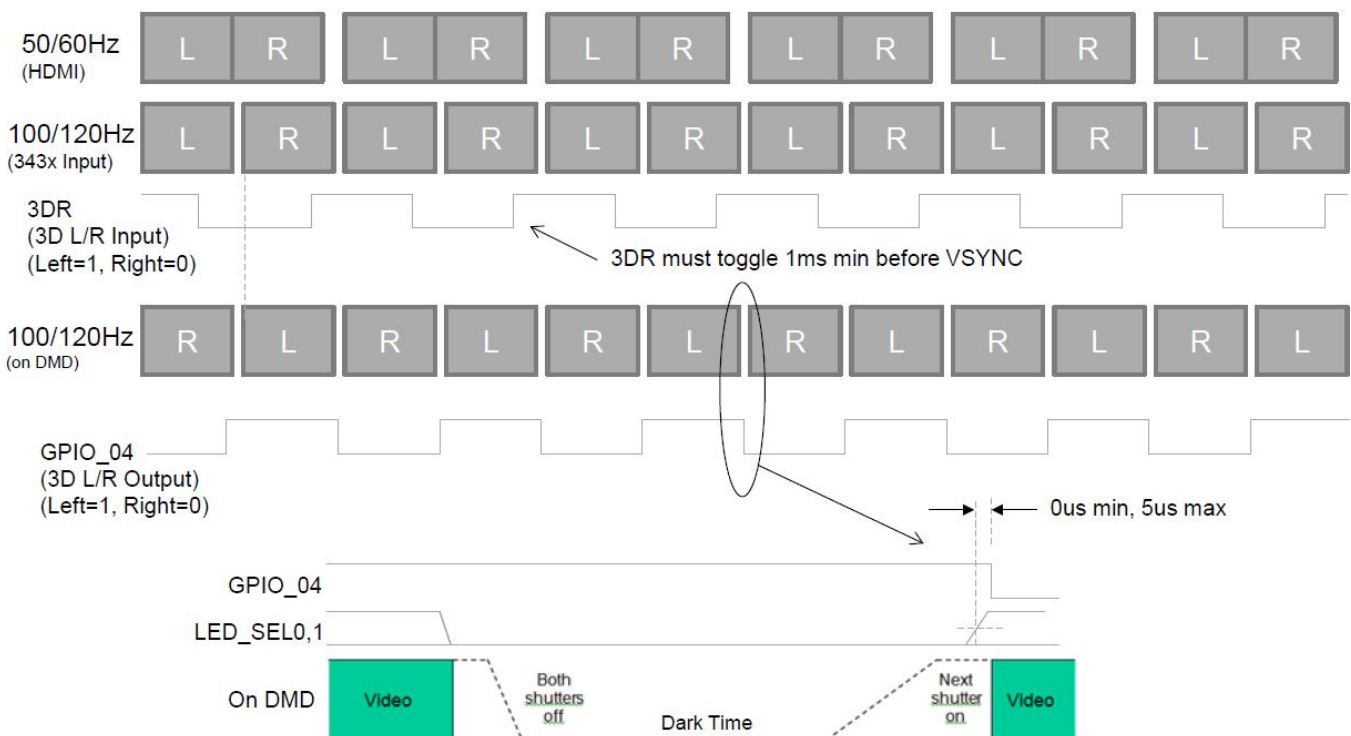 50/60Hz
(HDMI)
L R L R L R L R L R L R
100/120Hz
(343x Input)
L R L R L R L R L R L R
3DR
(3D L/R Input)
(Left=1, Right=0)
3DR must toggle 1ms min before VSYNC
100/120Hz
(on DMD)
R L R L R L R L R L R L
GPIO_04
(3D L/R Output)
(Left=1, Right=0)
0us min, 5us max
GPIO_04
LED_SEL0,1
On DMD
Video
Both
shutters
off
Dark Time
Next
shutter
on
Video